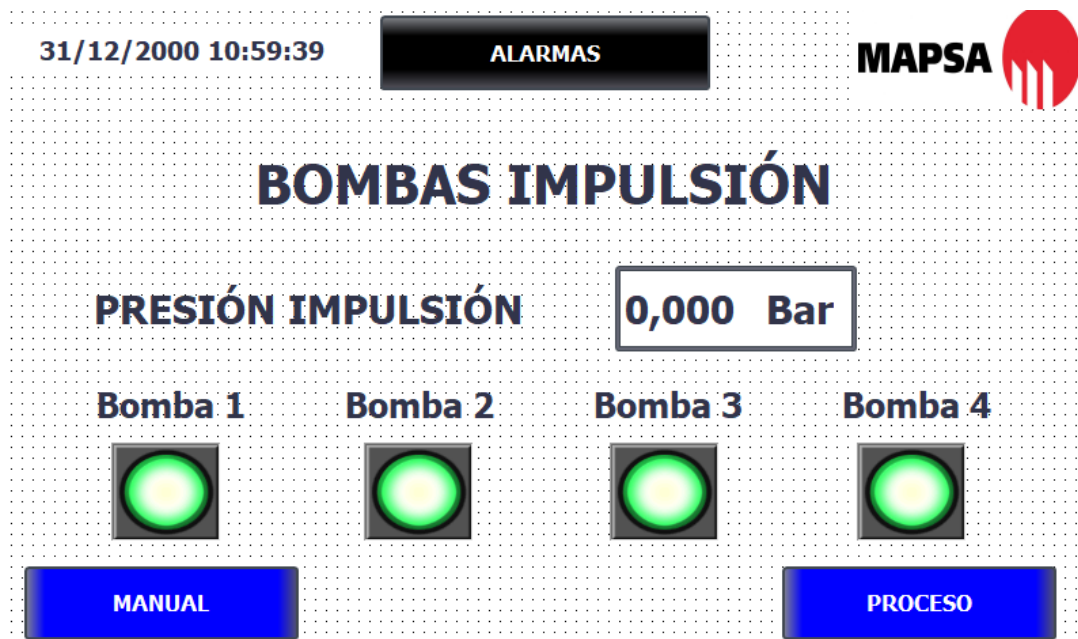 31/12/2000 10:59:39
ALARMAS
MAPSA
BOMBAS IMPULSIÓN
PRESIÓN IMPULSIÓN
0,000 Bar
Bomba 1
Bomba 2
Bomba 3
Bomba 4
MANUAL
PROCESO